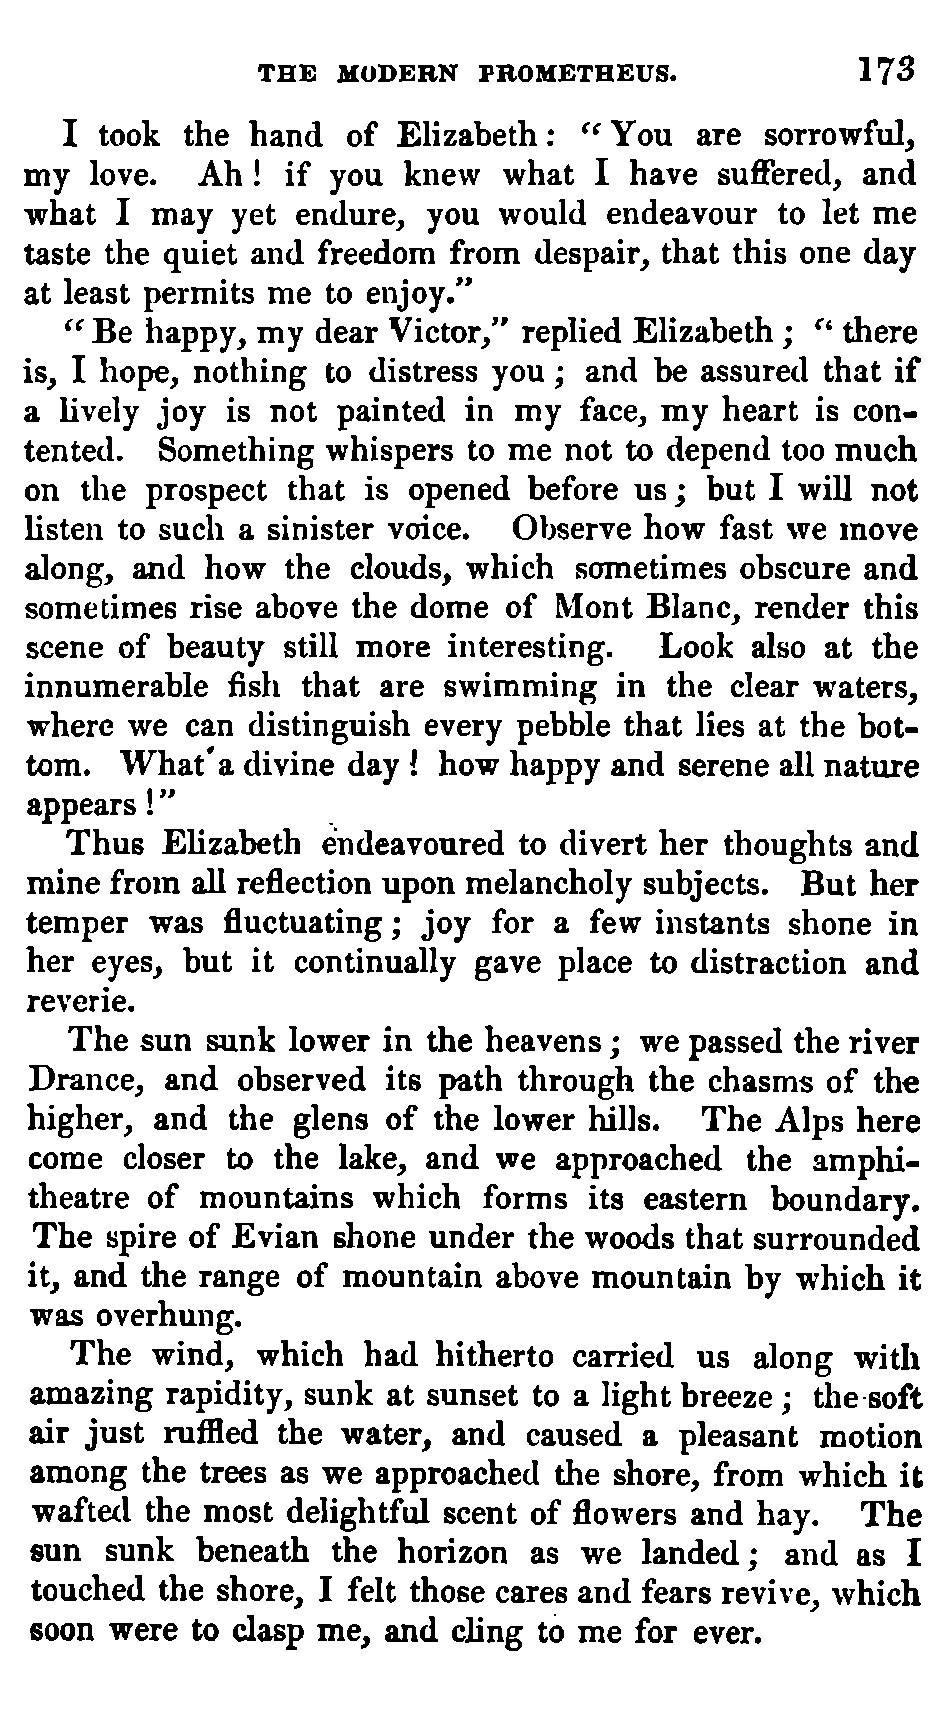 THE MODERN PROMETHEUS. 173
I took the hand of Elizabeth: “You are sorrowful,
my love. Ah! if you knew what I have suffered, and
what I may yet endure, you would endeavour to let me
taste the quiet and freedom from despair, that this one day
at least permits me to enjoy.”
“Be happy, my dear Victor,” replied Elizabeth; “there
is, I hope, nothing to distress you; and be assured that if
a lively joy is not painted in my face, my heart is con-
tented. Something whispers to me not to depend too much
on the prospect that is opened before us; but I will not
listen to such a sinister voice. Observe how fast we move
along, and how the clouds, which sometimes obscure and
sometimes rise above the dome of Mont Blanc, render this
scene of beauty still more interesting. Look also at the
innumerable fish that are swimming in the clear waters,
where we can distinguish every pebble that lies at the bot-
tom. What a divine day! how happy and serene all nature
appears!”
Thus Elizabeth endeavoured to divert her thoughts and
mine from all reflection upon melancholy subjects. But her
temper was fluctuating; joy for a few instants shone in
her eyes, but it continually gave place to distraction and
reverie.
The sun sunk lower in the heavens; we passed the river
Drance, and observed its path through the chasms of the
higher, and the glens of the lower hills. The Alps here
come closer to the lake, and we approached the amphi-
theatre of mountains which forms its eastern boundary.
The spire of Evian shone under the woods that surrounded
it, and the range of mountain above mountain by which it
was overhung.
The wind, which had hitherto carried us along with
amazing rapidity, sunk at sunset to a light breeze; the soft
air just ruffled the water, and caused a pleasant motion
among the trees as we approached the shore, from which it
wafted the most delightful scent of flowers and hay. The
sun sunk beneath the horizon as we landed; and as I
touched the shore, I felt those cares and fears revive, which
soon were to clasp me, and cling to me for ever.